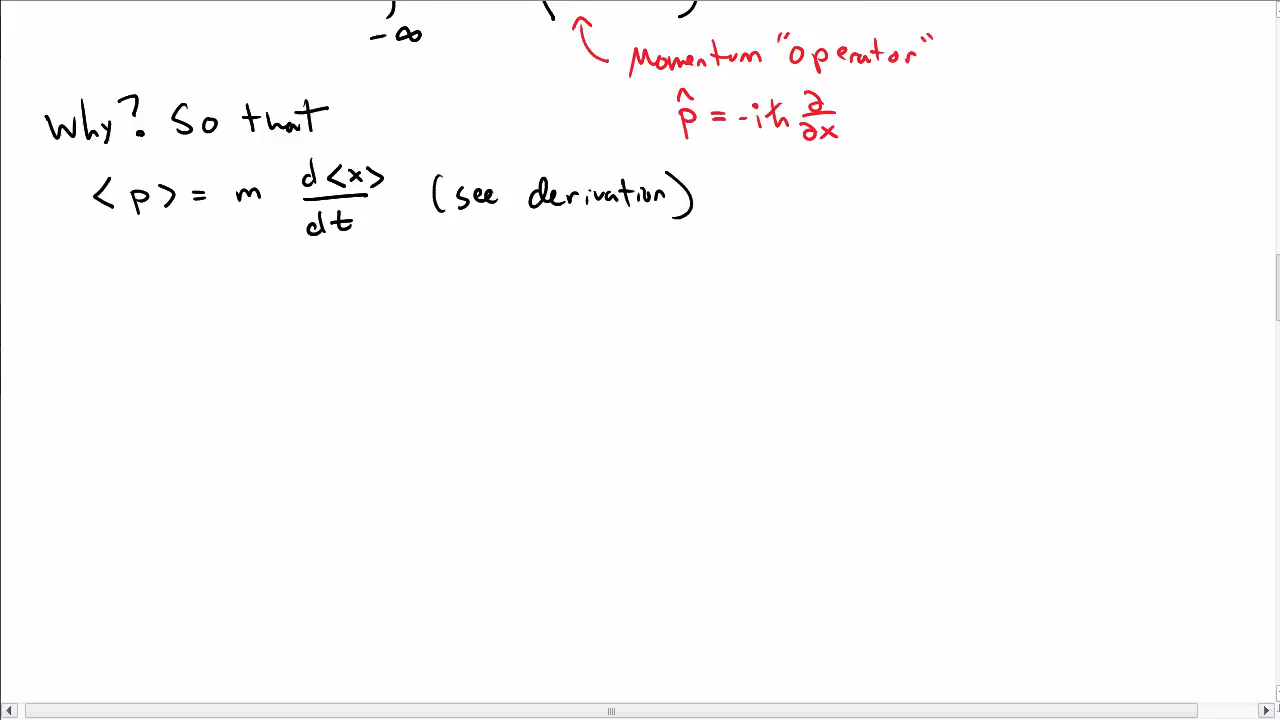 -∞
Momentum "operator"
p̂ = -iℏ ∂/∂x
Why? So that
<p> = m d<x>/dt (see derivation)